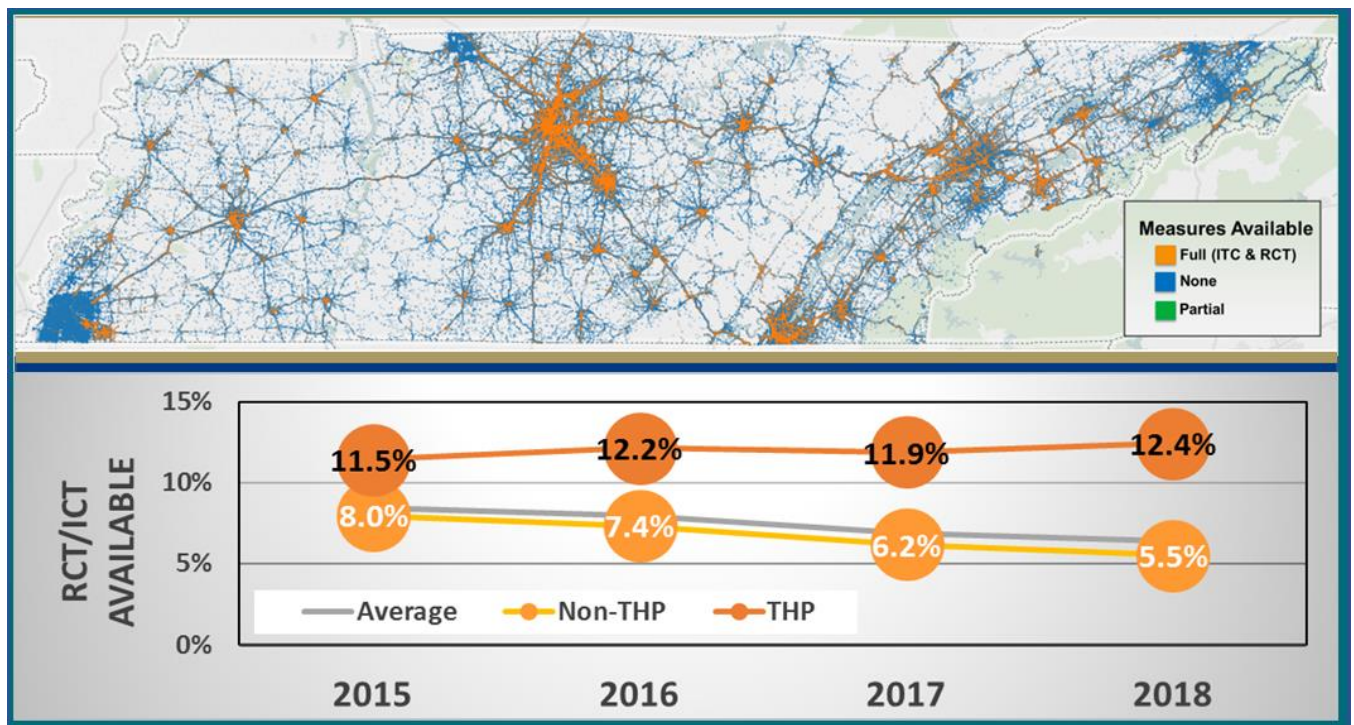 Measures Available
Full (ITC & RCT)
None
Partial
RCT/ICT
AVAILABLE
15%
10%
5%
0%
11.5%
12.2%
11.9%
12.4%
8.0%
7.4%
6.2%
5.5%
Average
Non-THP
THP
2015
2016
2017
2018